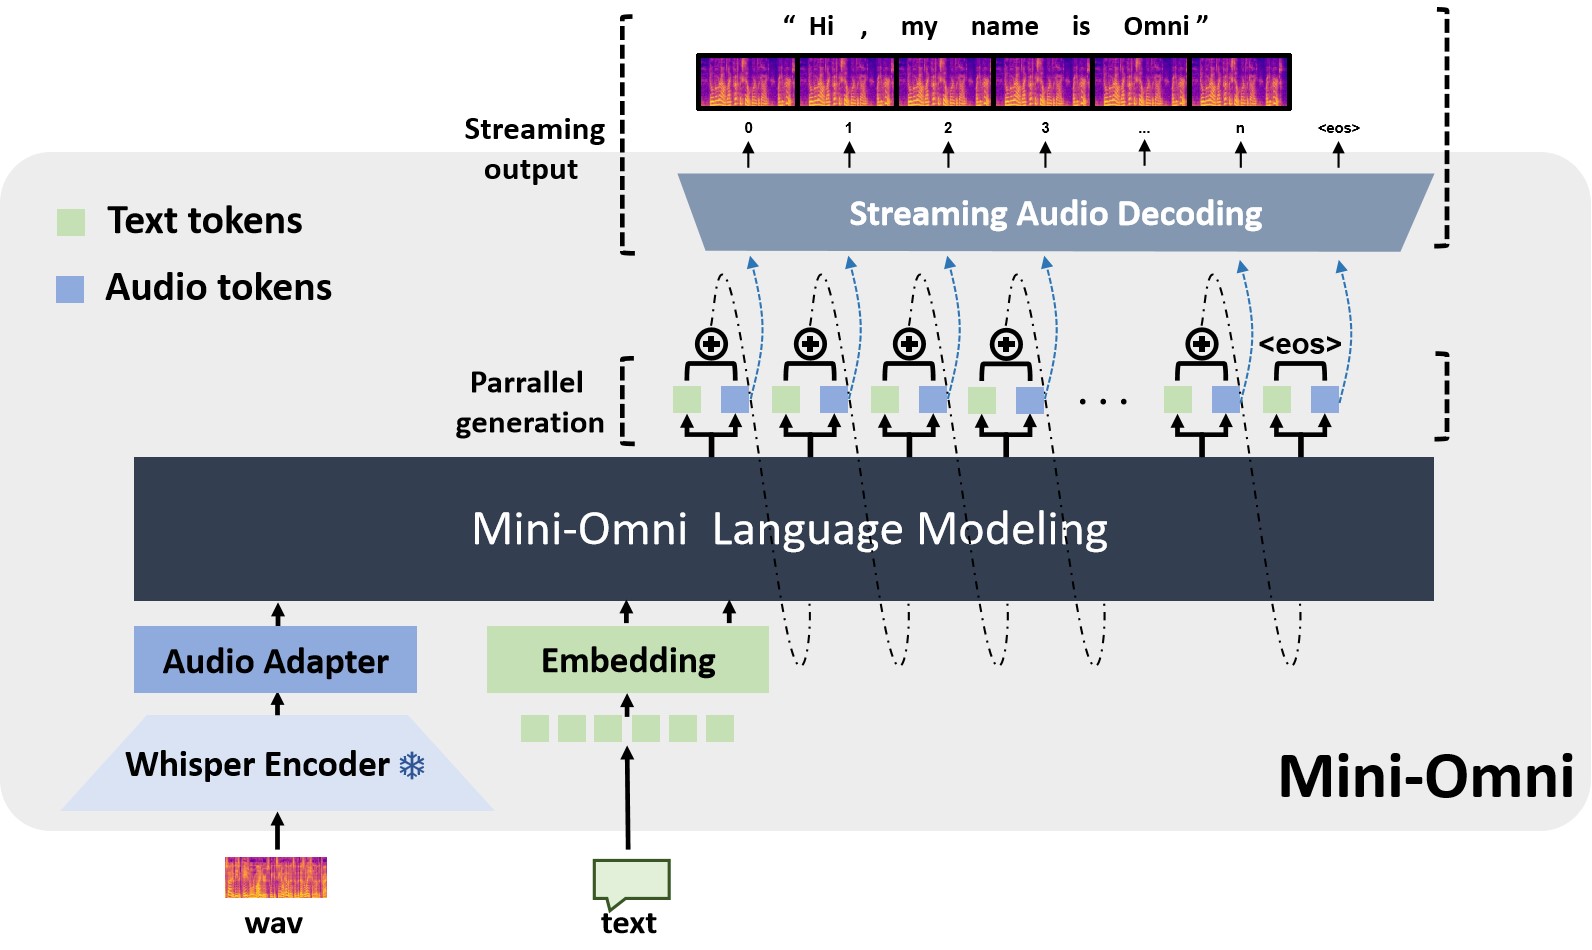 “ Hi , my name is Omni ”
0 1 2 3 ... n <eos>
Streaming
output
Streaming Audio Decoding
Text tokens
Audio tokens
<eos>
Parrallel
generation
. . .
Mini-Omni Language Modeling
Audio Adapter
Embedding
Whisper Encoder
Mini-Omni
wav
text